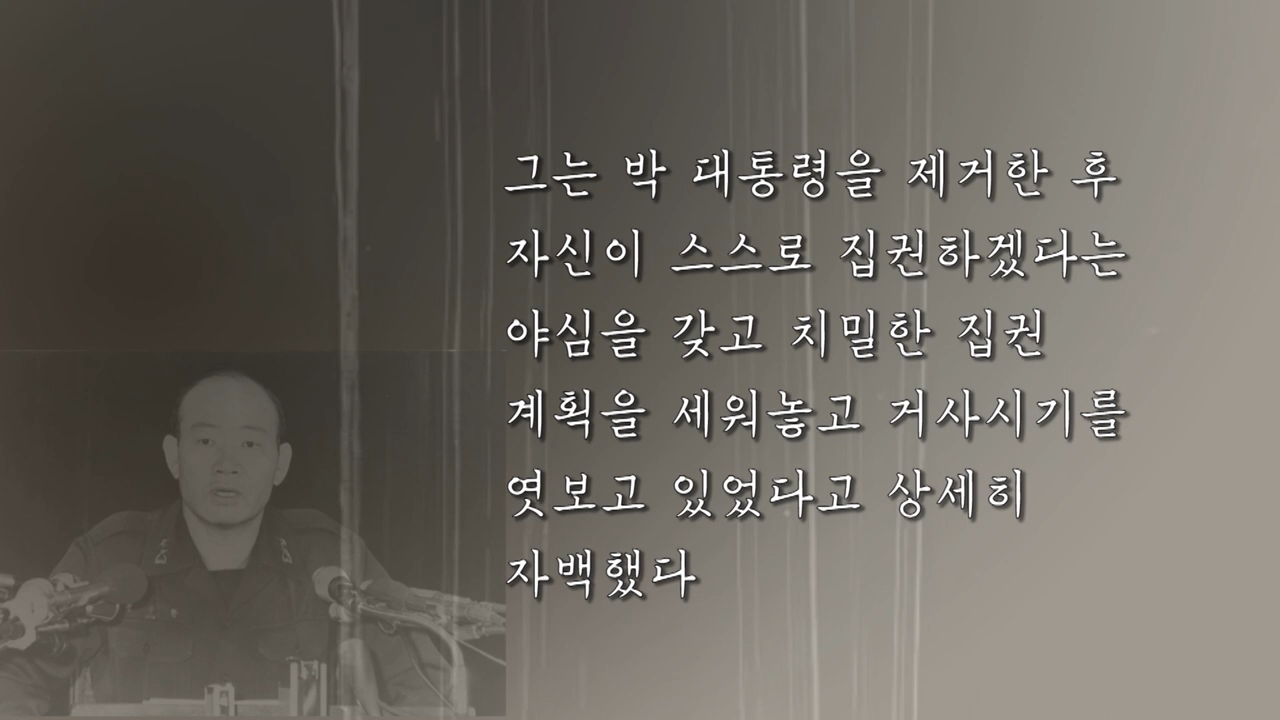 그는 박 대통령을 제거한 후
자신이 스스로 집권하겠다는
야심을 갖고 치밀한 집권
계획을 세워놓고 거사시기를
엿보고 있었다고 상세히
자백했다